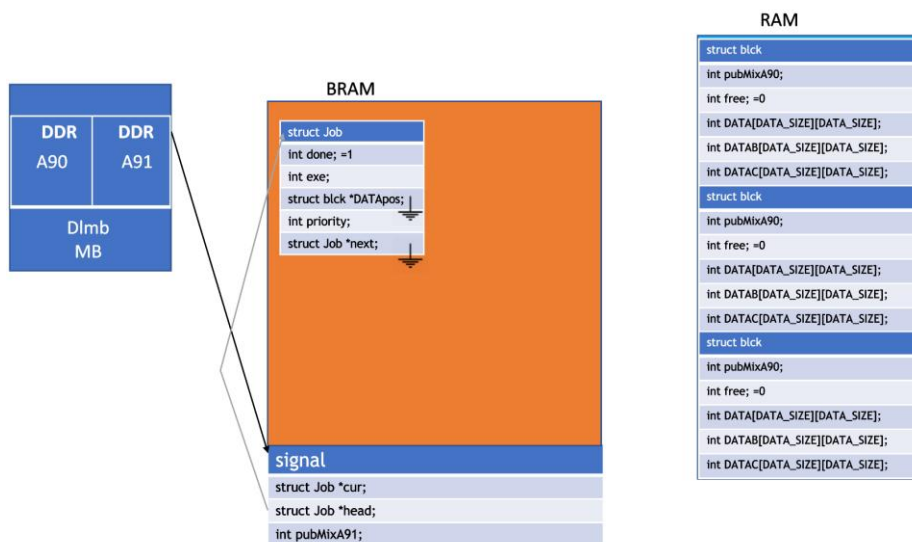 DDR
A90
DDR
A91
Dlmb
MB
BRAM
struct Job
int done; =1
int exe;
struct blck *DATApos;
int priority;
struct Job *next;
signal
struct Job *cur;
struct Job *head;
int pubMixA91;
RAM
struct blck
int pubMixA90;
int free; =0
int DATA[DATA_SIZE][DATA_SIZE];
int DATAB[DATA_SIZE][DATA_SIZE];
int DATAC[DATA_SIZE][DATA_SIZE];
struct blck
int pubMixA90;
int free; =0
int DATA[DATA_SIZE][DATA_SIZE];
int DATAB[DATA_SIZE][DATA_SIZE];
int DATAC[DATA_SIZE][DATA_SIZE];
struct blck
int pubMixA90;
int free; =0
int DATA[DATA_SIZE][DATA_SIZE];
int DATAB[DATA_SIZE][DATA_SIZE];
int DATAC[DATA_SIZE][DATA_SIZE];